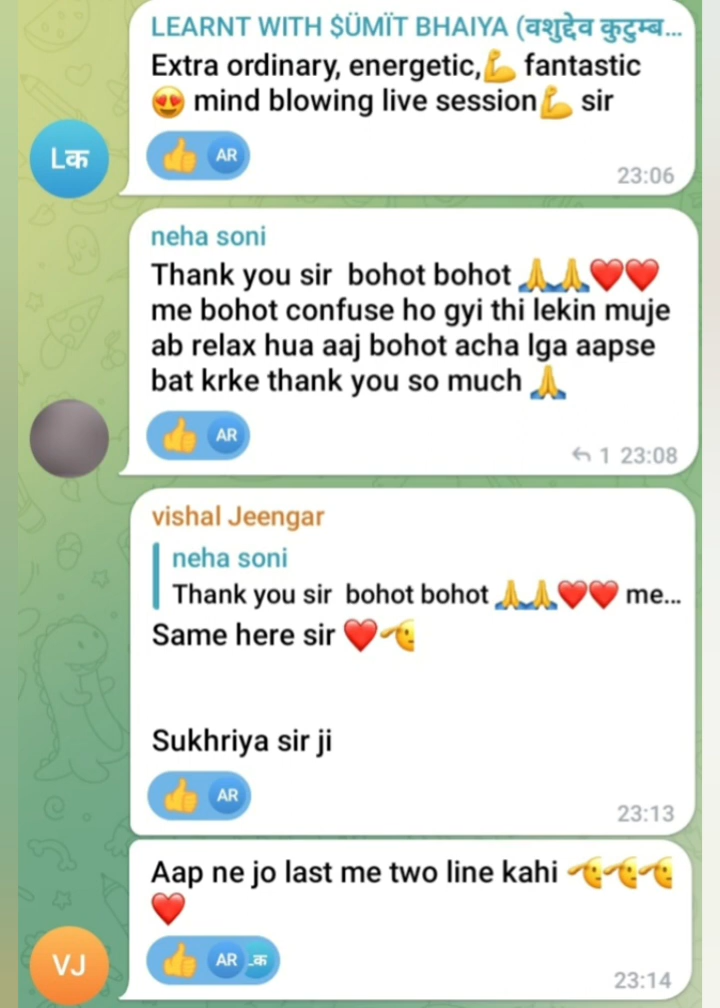 LEARNT WITH $ÜMÏT BHAIYA (वशुद्देव कुटुम्ब...
Extra ordinary, energetic,💪 fantastic
😍 mind blowing live session💪 sir
Lक
👍 AR
23:06
neha soni
Thank you sir bohot bohot 🙏🙏❤️❤️
me bohot confuse ho gyi thi lekin muje
ab relax hua aaj bohot acha lga aapse
bat krke thank you so much 🙏
👍 AR
1 23:08
vishal Jeengar
neha soni
Thank you sir bohot bohot 🙏🙏❤️❤️ me...
Same here sir ❤️🫡
Sukhriya sir ji
👍 AR
23:13
Aap ne jo last me two line kahi 🫡🫡🫡
❤️
VJ
👍 AR Lक
23:14